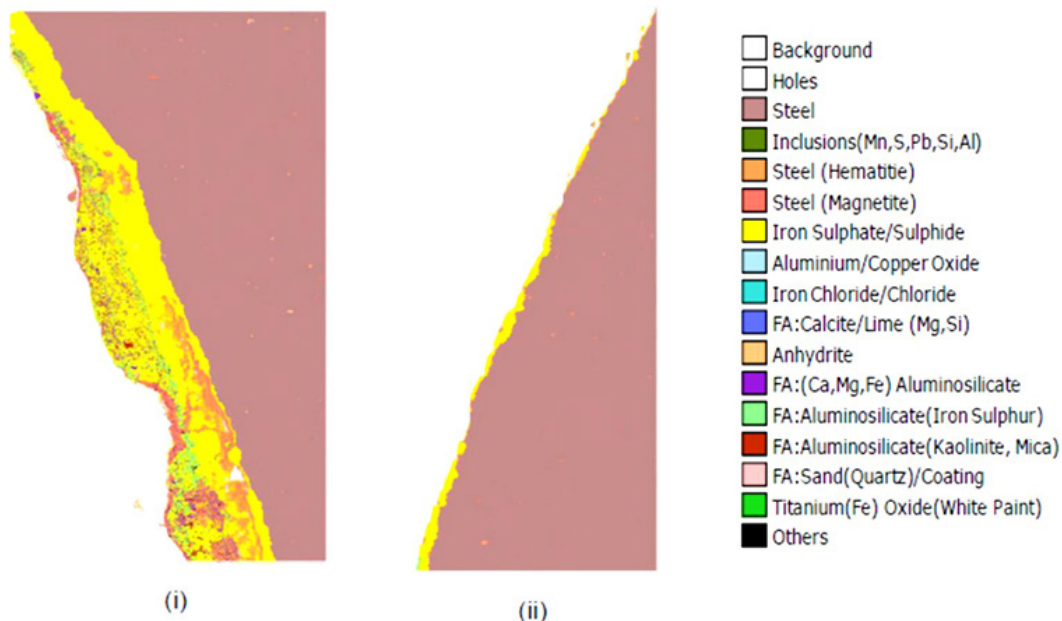 Background
Holes
Steel
Inclusions(Mn,S,Pb,Si,Al)
Steel (Hematitie)
Steel (Magnetite)
Iron Sulphate/Sulphide
Aluminium/Copper Oxide
Iron Chloride/Chloride
FA:Calcite/Lime (Mg,Si)
Anhydrite
FA:(Ca,Mg,Fe) Aluminosilicate
FA:Aluminosilicate(Iron Sulphur)
FA:Aluminosilicate(Kaolinite, Mica)
FA:Sand(Quartz)/Coating
Titanium(Fe) Oxide(White Paint)
Others
(i)
(ii)